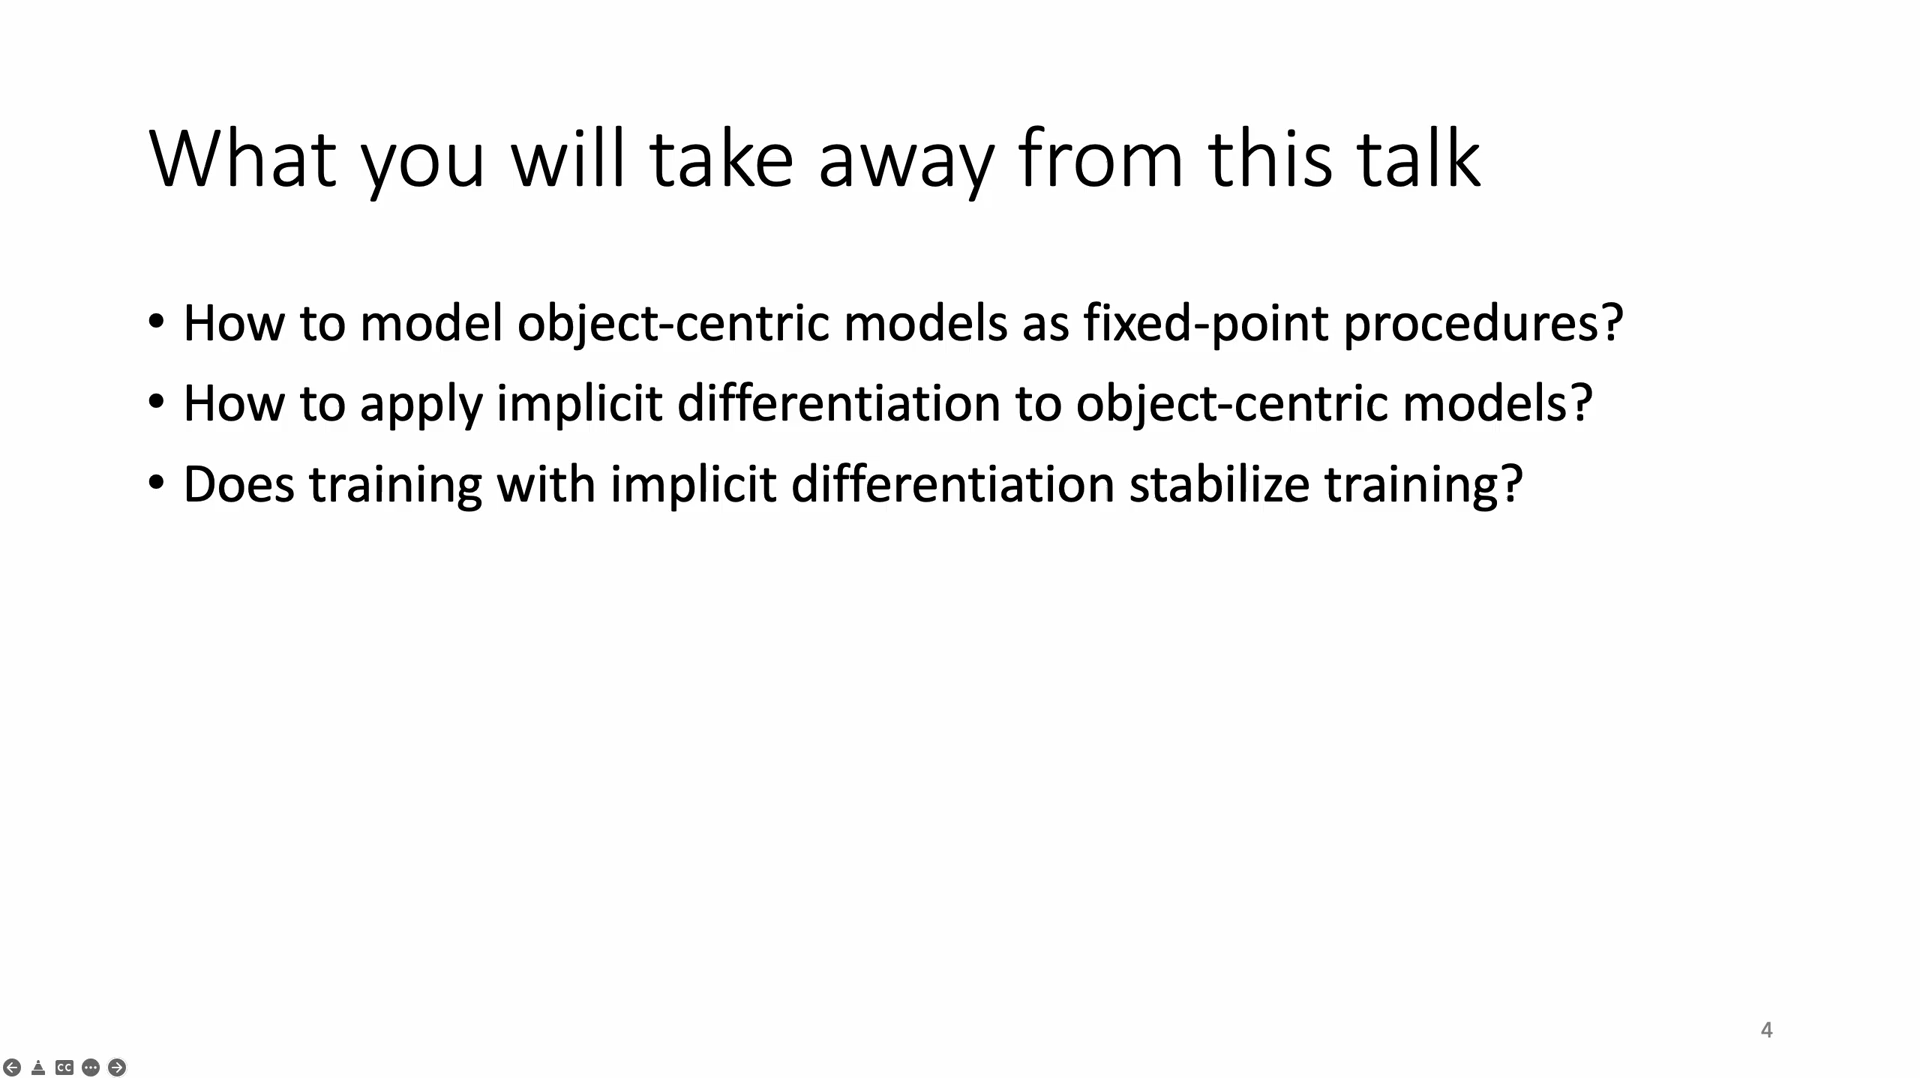 What you will take away from this talk
• How to model object-centric models as fixed-point procedures?
• How to apply implicit differentiation to object-centric models?
• Does training with implicit differentiation stabilize training?
4
CC